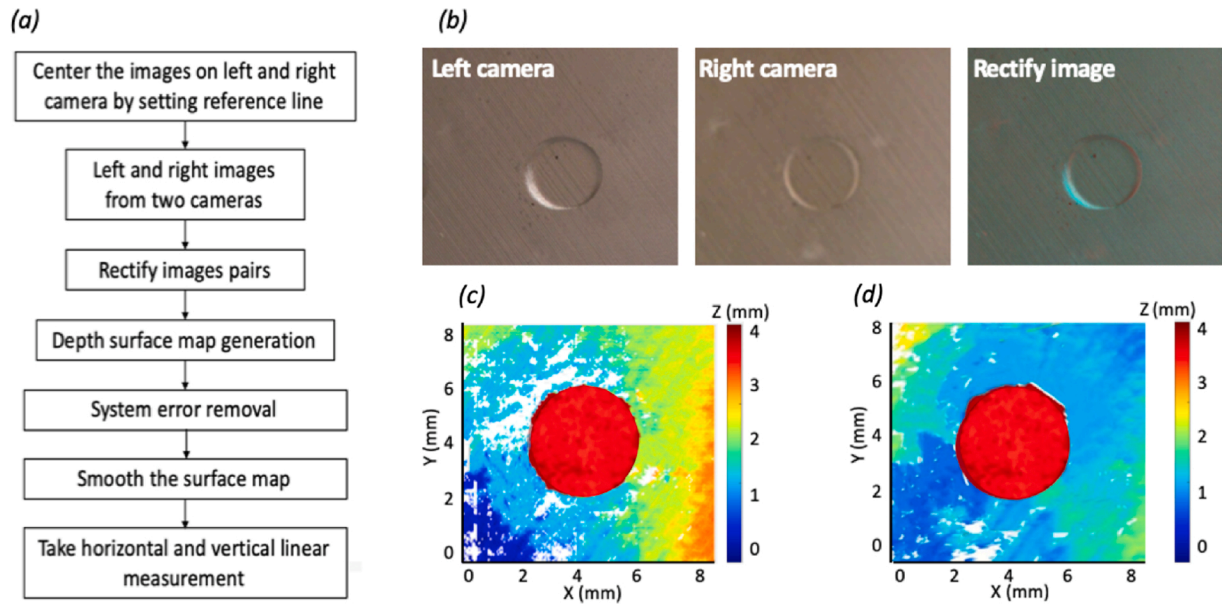 (a)
Center the images on left and right
camera by setting reference line
Left and right images
from two cameras
Rectify images pairs
Depth surface map generation
System error removal
Smooth the surface map
Take horizontal and vertical linear
measurement
(b)
Left camera
Right camera
Rectify image
(c)
Z (mm)
8
6
4
2
0
Y (mm)
0 2 4 6 8
X (mm)
4
3
2
1
0
(d)
Z (mm)
8
6
4
2
0
Y (mm)
0 2 4 6 8
X (mm)
4
3
2
1
0